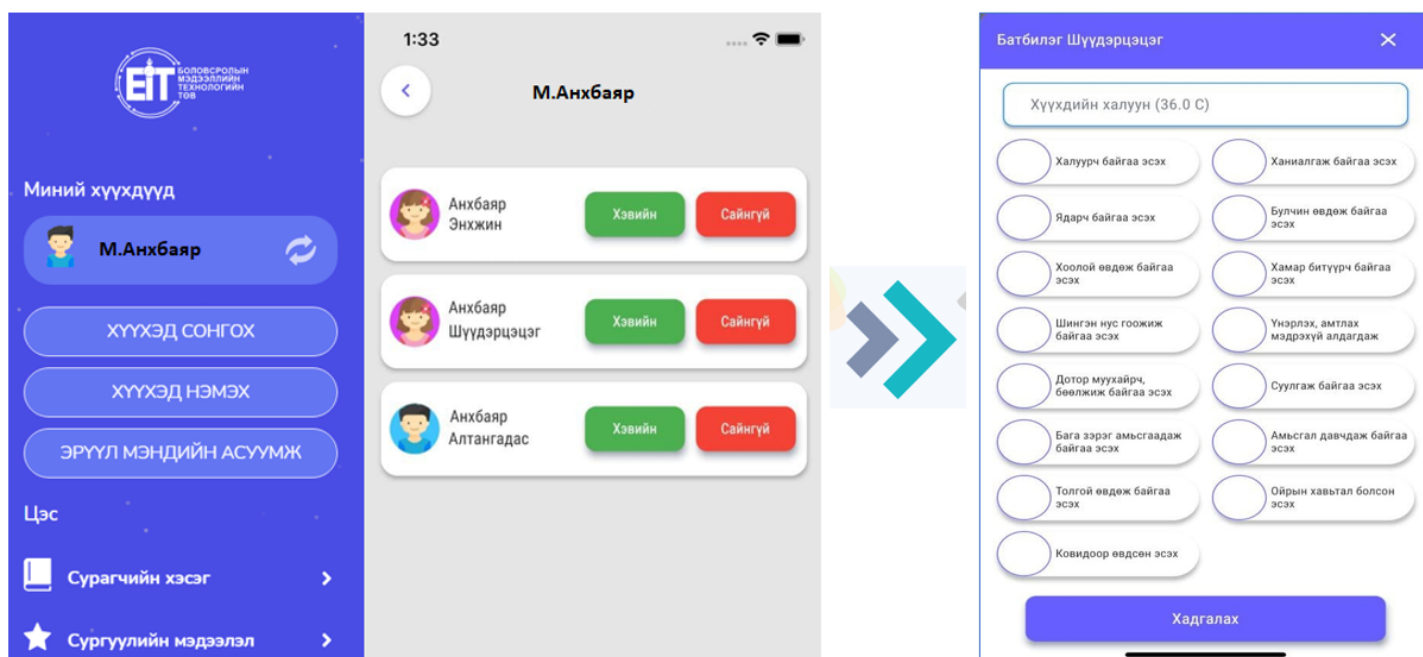 EIT
БОЛОВСРОЛЫН
МЭДЭЭЛЛИЙН
ТЕХНОЛОГИЙН
ТӨВ
Миний хүүхдүүд
М.Анхбаяр
ХҮҮХЭД СОНГОХ
ХҮҮХЭД НЭМЭХ
ЭРҮҮЛ МЭНДИЙН АСУУМЖ
Цэс
Сурагчийн хэсэг
Сургуулийн мэдээлэл
1:33
М.Анхбаяр
Анхбаяр
Энхжин
Хэвийн
Сайнгүй
Анхбаяр
Шүүдэрцэцэг
Хэвийн
Сайнгүй
Анхбаяр
Алтангадас
Хэвийн
Сайнгүй
Батбилэг Шүүдэрцэцэг
Хүүхдийн халуун (36.0 C)
Халуурч байгаа эсэх
Ханиалгаж байгаа эсэх
Ядарч байгаа эсэх
Булчин өвдөж байгаа
эсэх
Хоолой өвдөж байгаа
эсэх
Хамар битүүрч байгаа
эсэх
Шингэн нус гоожиж
байгаа эсэх
Үнэрлэх, амтлах
мэдрэхүй алдагдаж
Дотор муухайрч,
бөөлжиж байгаа эсэх
Суулгаж байгаа эсэх
Бага зэрэг амьсгаадаж
байгаа эсэх
Амьсгал давчдаж байгаа
эсэх
Толгой өвдөж байгаа
эсэх
Ойрын хавьтал болсон
эсэх
Ковидоор өвдсөн эсэх
Хадгалах